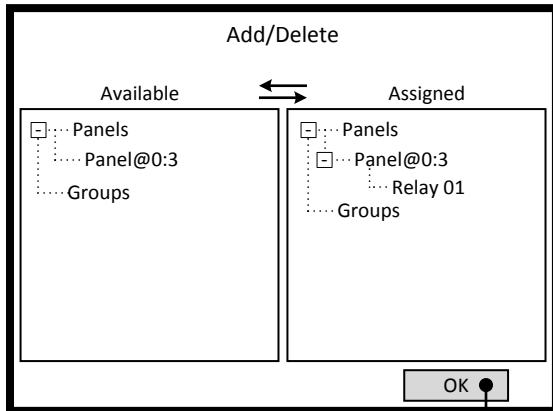 Add/Delete
Available
Assigned
Panels
Panel@0:3
Groups
Panels
Panel@0:3
Relay 01
Groups
OK